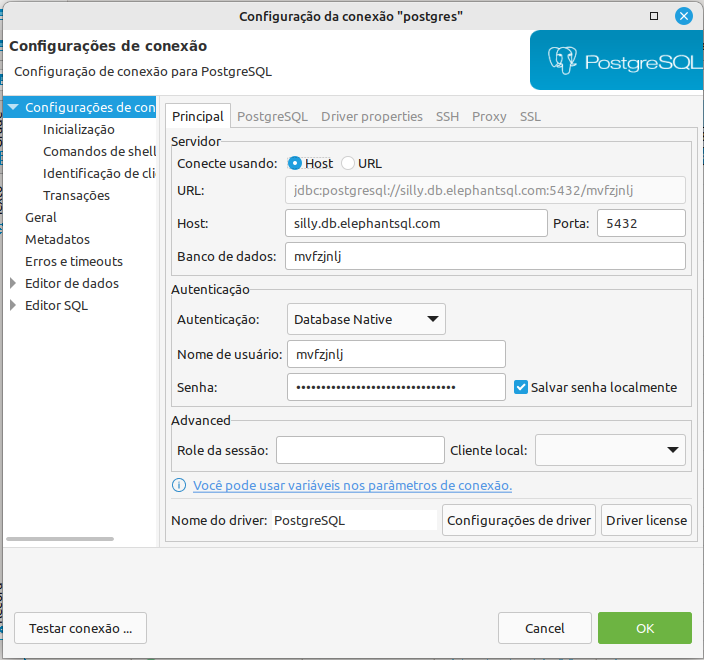 Configuração da conexão "postgres"
Configurações de conexão
Configuração de conexão para PostgreSQL
PostgreSQL
Configurações de con
Inicialização
Comandos de shell
Identificação de cli
Transações
Geral
Metadados
Erros e timeouts
Editor de dados
Editor SQL
Principal PostgreSQL Driver properties SSH Proxy SSL
Servidor
Conecte usando: Host URL
URL: jdbc:postgresql://silly.db.elephantsql.com:5432/mvfzjnlj
Host: silly.db.elephantsql.com Porta: 5432
Banco de dados: mvfzjnlj
Autenticação
Autenticação: Database Native
Nome de usuário: mvfzjnlj
Senha: •••••••••••••••••••••••••••••••• Salvar senha localmente
Advanced
Role da sessão: Cliente local:
Você pode usar variáveis nos parâmetros de conexão.
Nome do driver: PostgreSQL Configurações de driver Driver license
Testar conexão ... Cancel OK